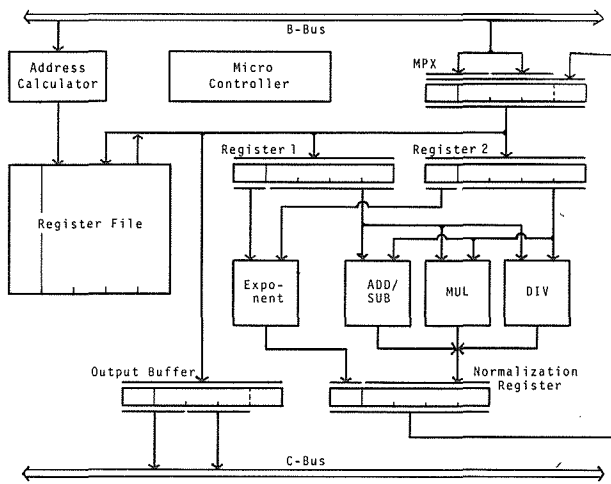 B-Bus
Address
Calculator
Micro
Controller
MPX
Register 1
Register 2
Register File
Expo-
nent
ADD/
SUB
MUL
DIV
Output Buffer
Normalization
Register
C-Bus